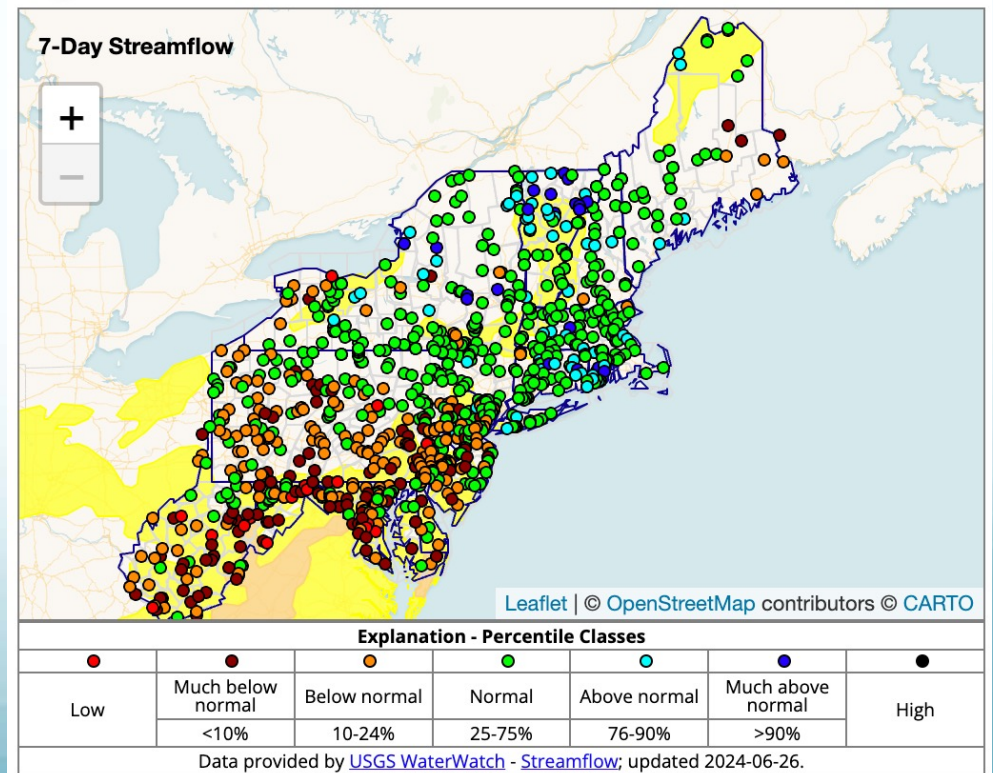 7-Day Streamflow
+
−
Leaflet | © OpenStreetMap contributors © CARTO
Explanation - Percentile Classes
Low
Much below normal
Below normal
Normal
Above normal
Much above normal
High
<10%
10-24%
25-75%
76-90%
>90%
Data provided by USGS WaterWatch - Streamflow; updated 2024-06-26.